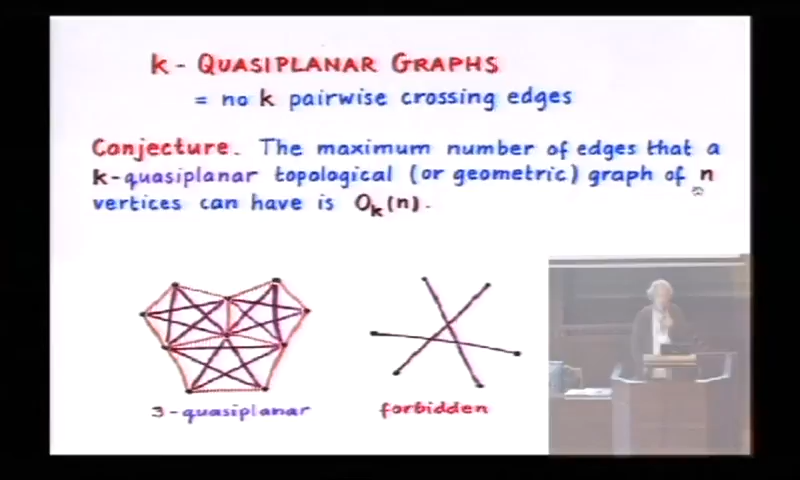 k - QUASIPLANAR GRAPHS
= no k pairwise crossing edges
Conjecture. The maximum number of edges that a
k-quasiplanar topological (or geometric) graph of n
vertices can have is Oₖ(n).
3-quasiplanar
forbidden